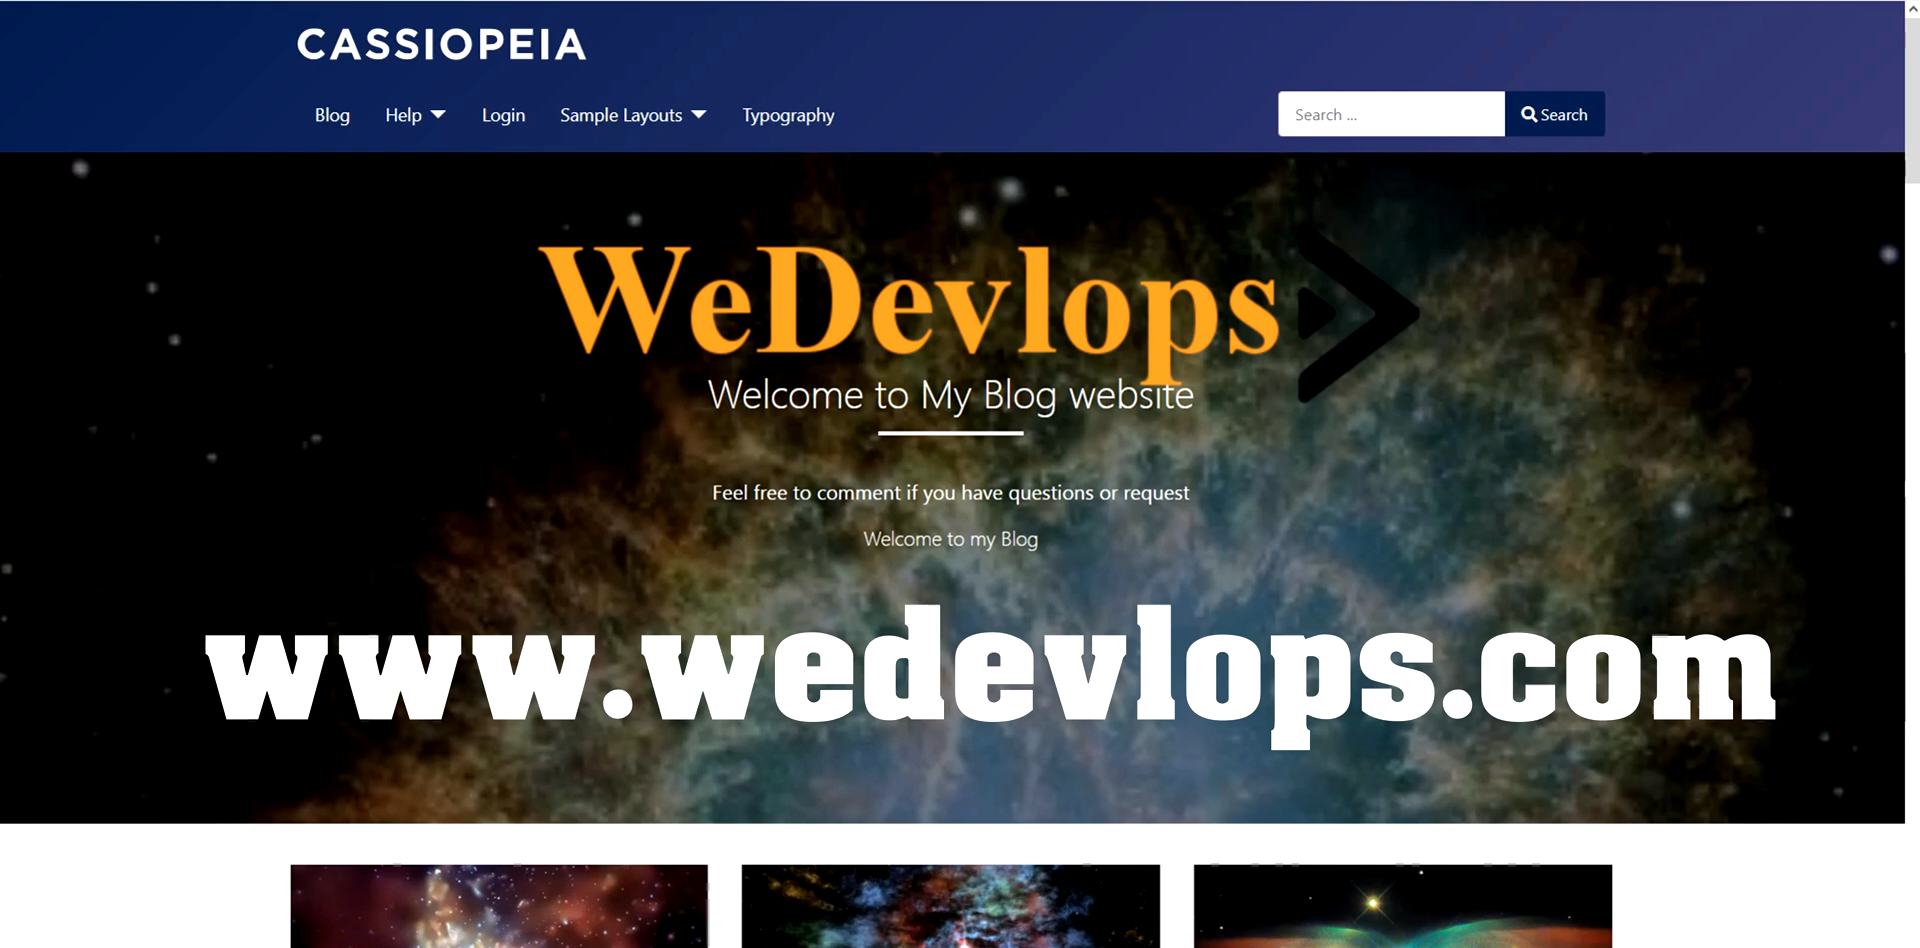 CASSIOPEIA
Blog Help Login Sample Layouts Typography Search ... Search
WeDevlops
Welcome to My Blog website
Feel free to comment if you have questions or request
Welcome to my Blog
www.wedevlops.com